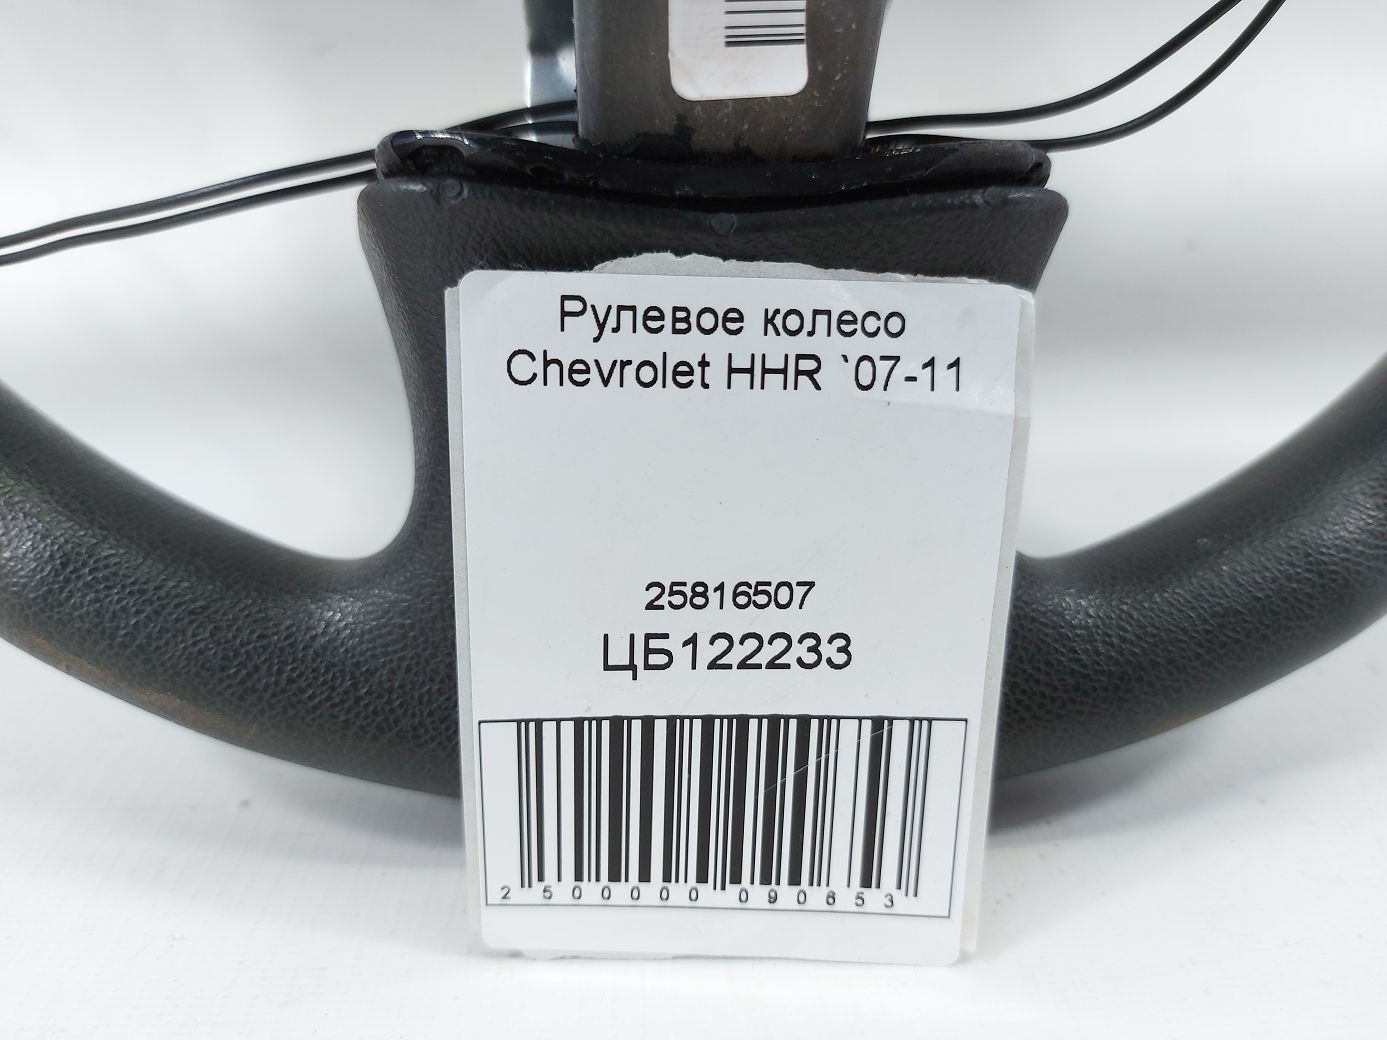 Рулевое колесо
Chevrolet HHR `07-11
25816507
ЦБ122233
2 500000 090653